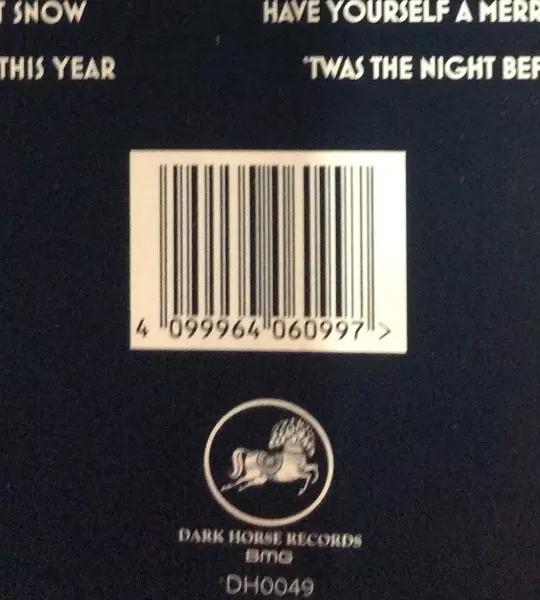 T SNOW HAVE YOURSELF A MERR
THIS YEAR 'TWAS THE NIGHT BEF
4 099964 060997 >
DARK HORSE RECORDS
BMG
DH0049